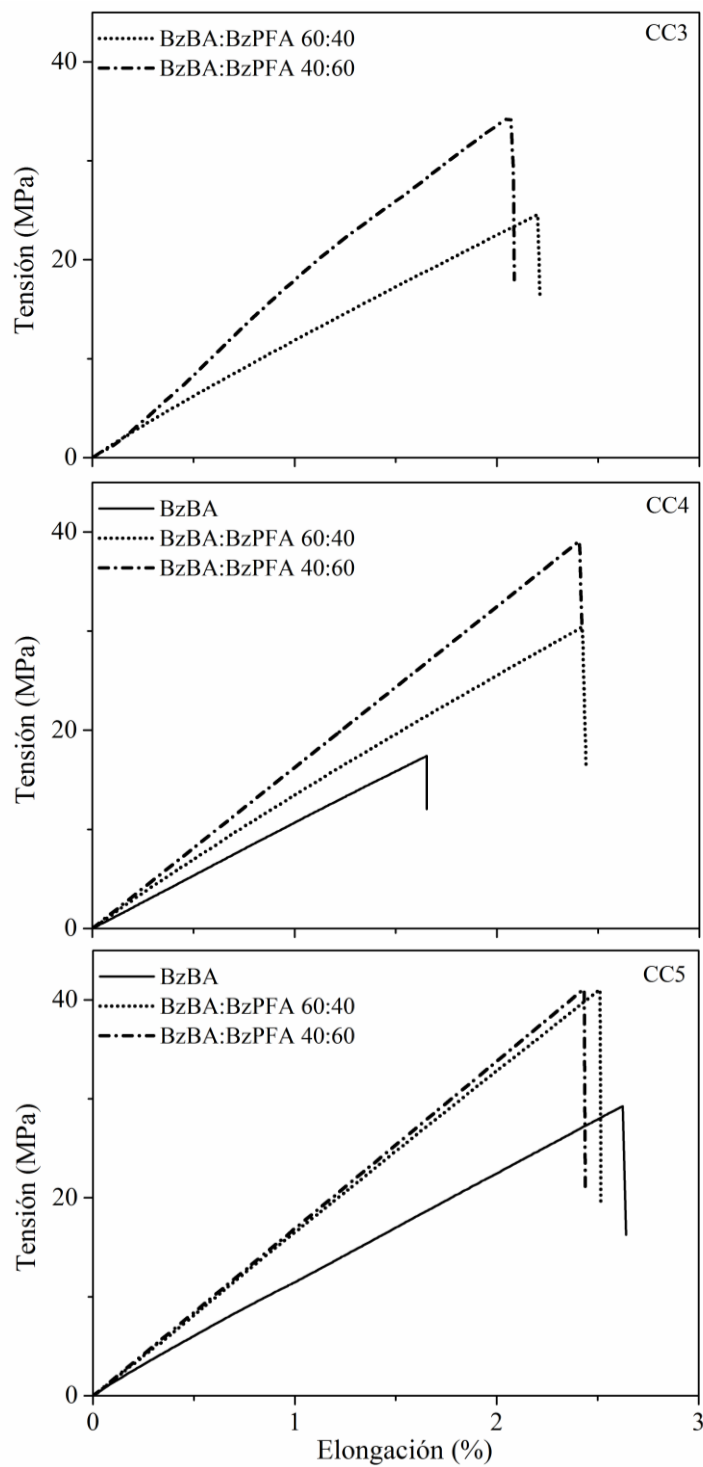 BzBA:BzPFA 60:40
BzBA:BzPFA 40:60
CC3
Tensión (MPa)
40
20
0
BzBA
BzBA:BzPFA 60:40
BzBA:BzPFA 40:60
CC4
Tensión (MPa)
40
20
0
BzBA
BzBA:BzPFA 60:40
BzBA:BzPFA 40:60
CC5
Tensión (MPa)
40
20
0
0 1 2 3
Elongación (%)